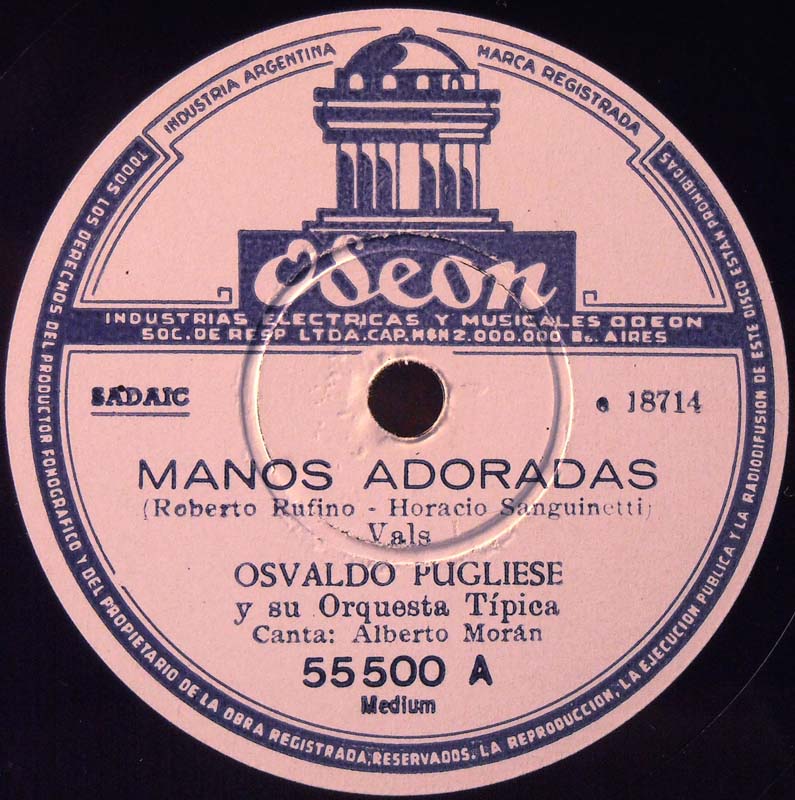 INDUSTRIA ARGENTINA
MARCA REGISTRADA
Odeon
INDUSTRIAS ELECTRICAS Y MUSICALES ODEON
SOC. DE RESP. LTDA. CAP. M$N 2.000.000 Bs. AIRES
SADAIC
e 18714
MANOS ADORADAS
(Roberto Rufino - Horacio Sanguinetti)
Vals
OSVALDO PUGLIESE
y su Orquesta Típica
Canta: Alberto Morán
55500 A
Medium
TODOS LOS DERECHOS DEL PRODUCTOR FONOGRAFICO Y DEL PROPIETARIO DE LA OBRA REGISTRADA, RESERVADOS. LA REPRODUCCION, LA EJECUCION PUBLICA Y LA RADIODIFUSION DE ESTE DISCO ESTAN PROHIBIDAS